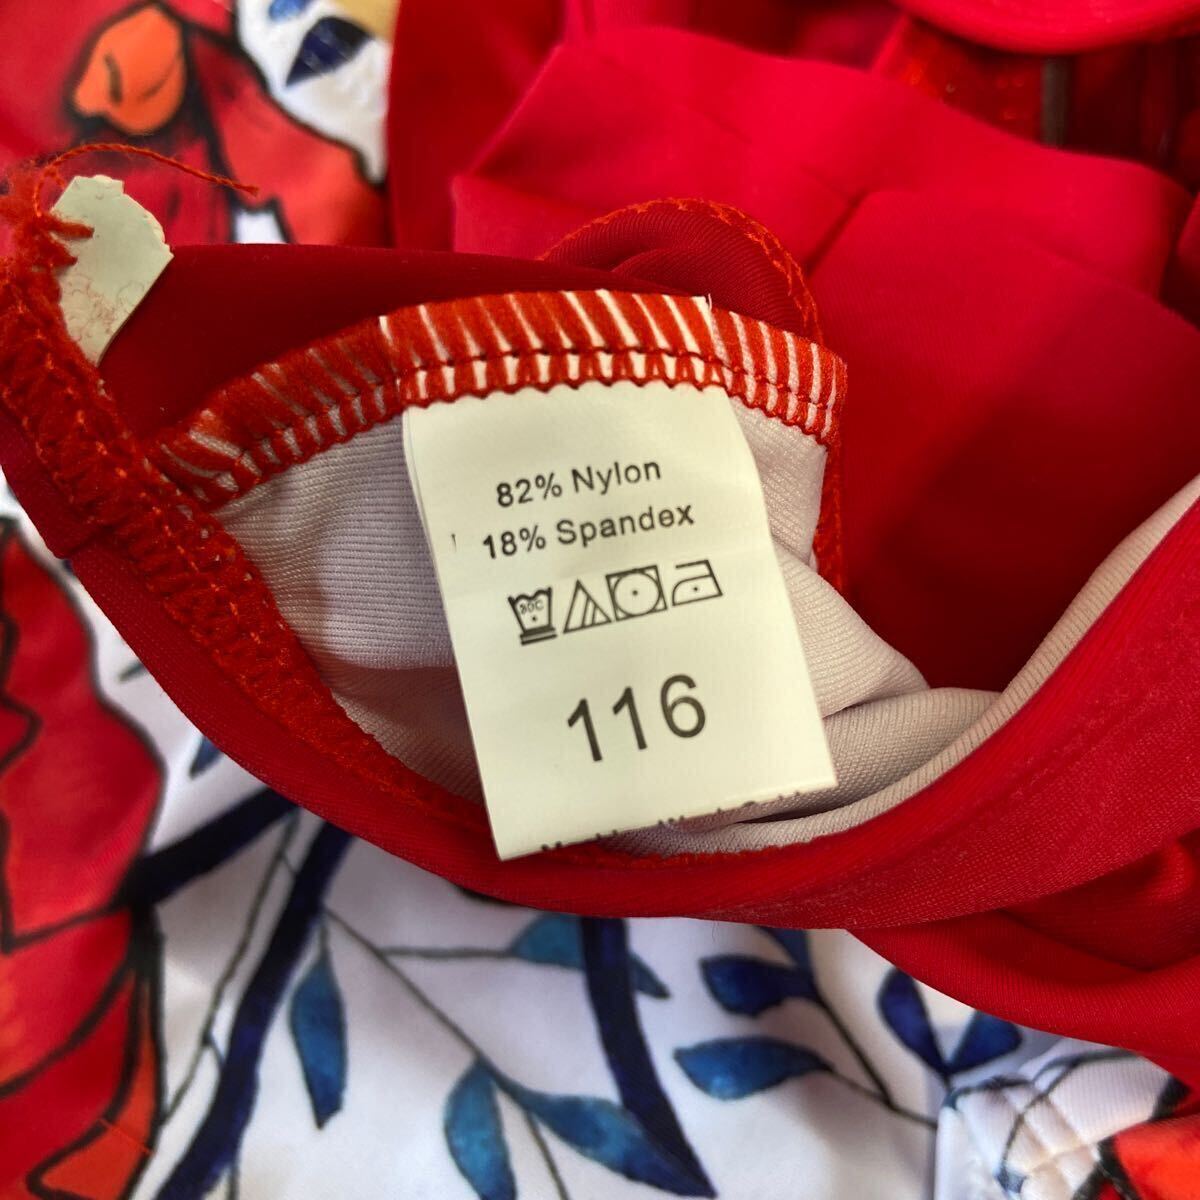 82% Nylon
18% Spandex
116